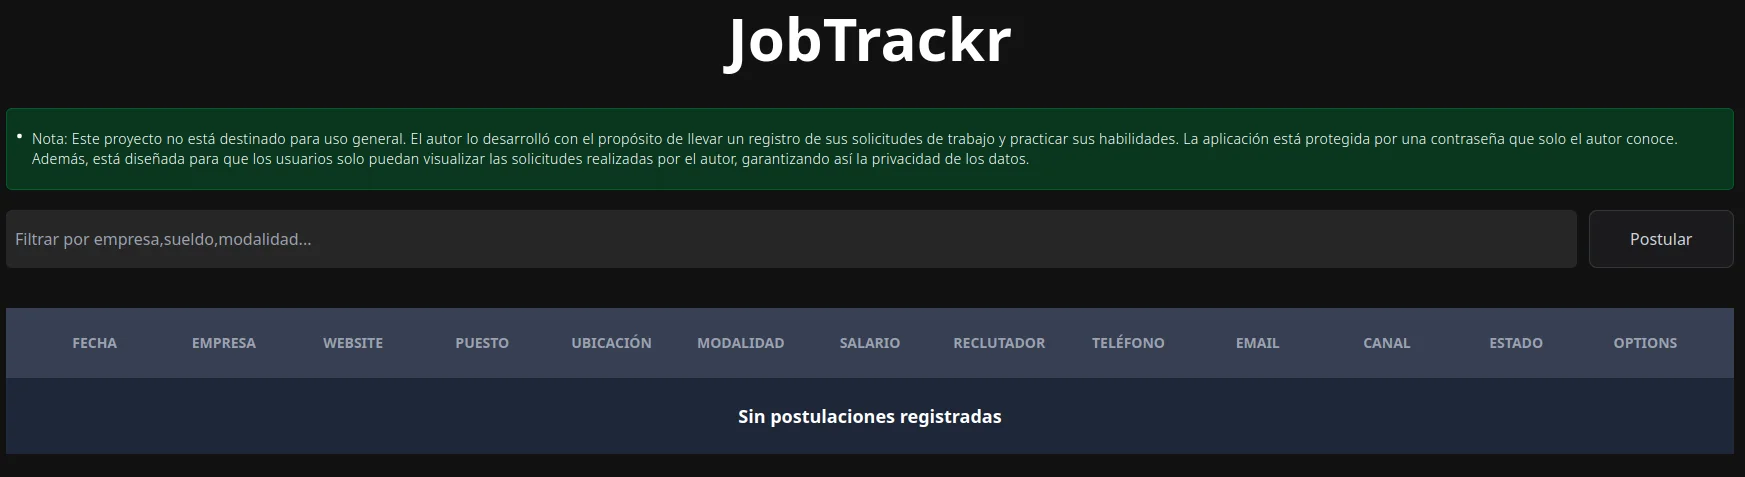 JobTrackr
• Nota: Este proyecto no está destinado para uso general. El autor lo desarrolló con el propósito de llevar un registro de sus solicitudes de trabajo y practicar sus habilidades. La aplicación está protegida por una contraseña que solo el autor conoce.
Además, está diseñada para que los usuarios solo puedan visualizar las solicitudes realizadas por el autor, garantizando así la privacidad de los datos.
Filtrar por empresa,sueldo,modalidad... Postular
FECHA EMPRESA WEBSITE PUESTO UBICACIÓN MODALIDAD SALARIO RECLUTADOR TELÉFONO EMAIL CANAL ESTADO OPTIONS
Sin postulaciones registradas